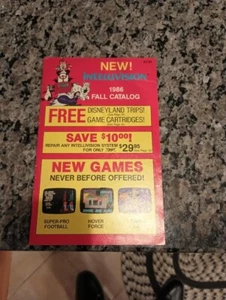 NEW!
INTELLIVISION
1986
FALL CATALOG
FREE DISNEYLAND TRIPS!
GAME CARTRIDGES!
SAVE $10.00!
REPAIR ANY INTELLIVISION SYSTEM
FOR ONLY $29.95
NEW GAMES
NEVER BEFORE OFFERED!
SUPER-PRO HOVER
FOOTBALL FORCE